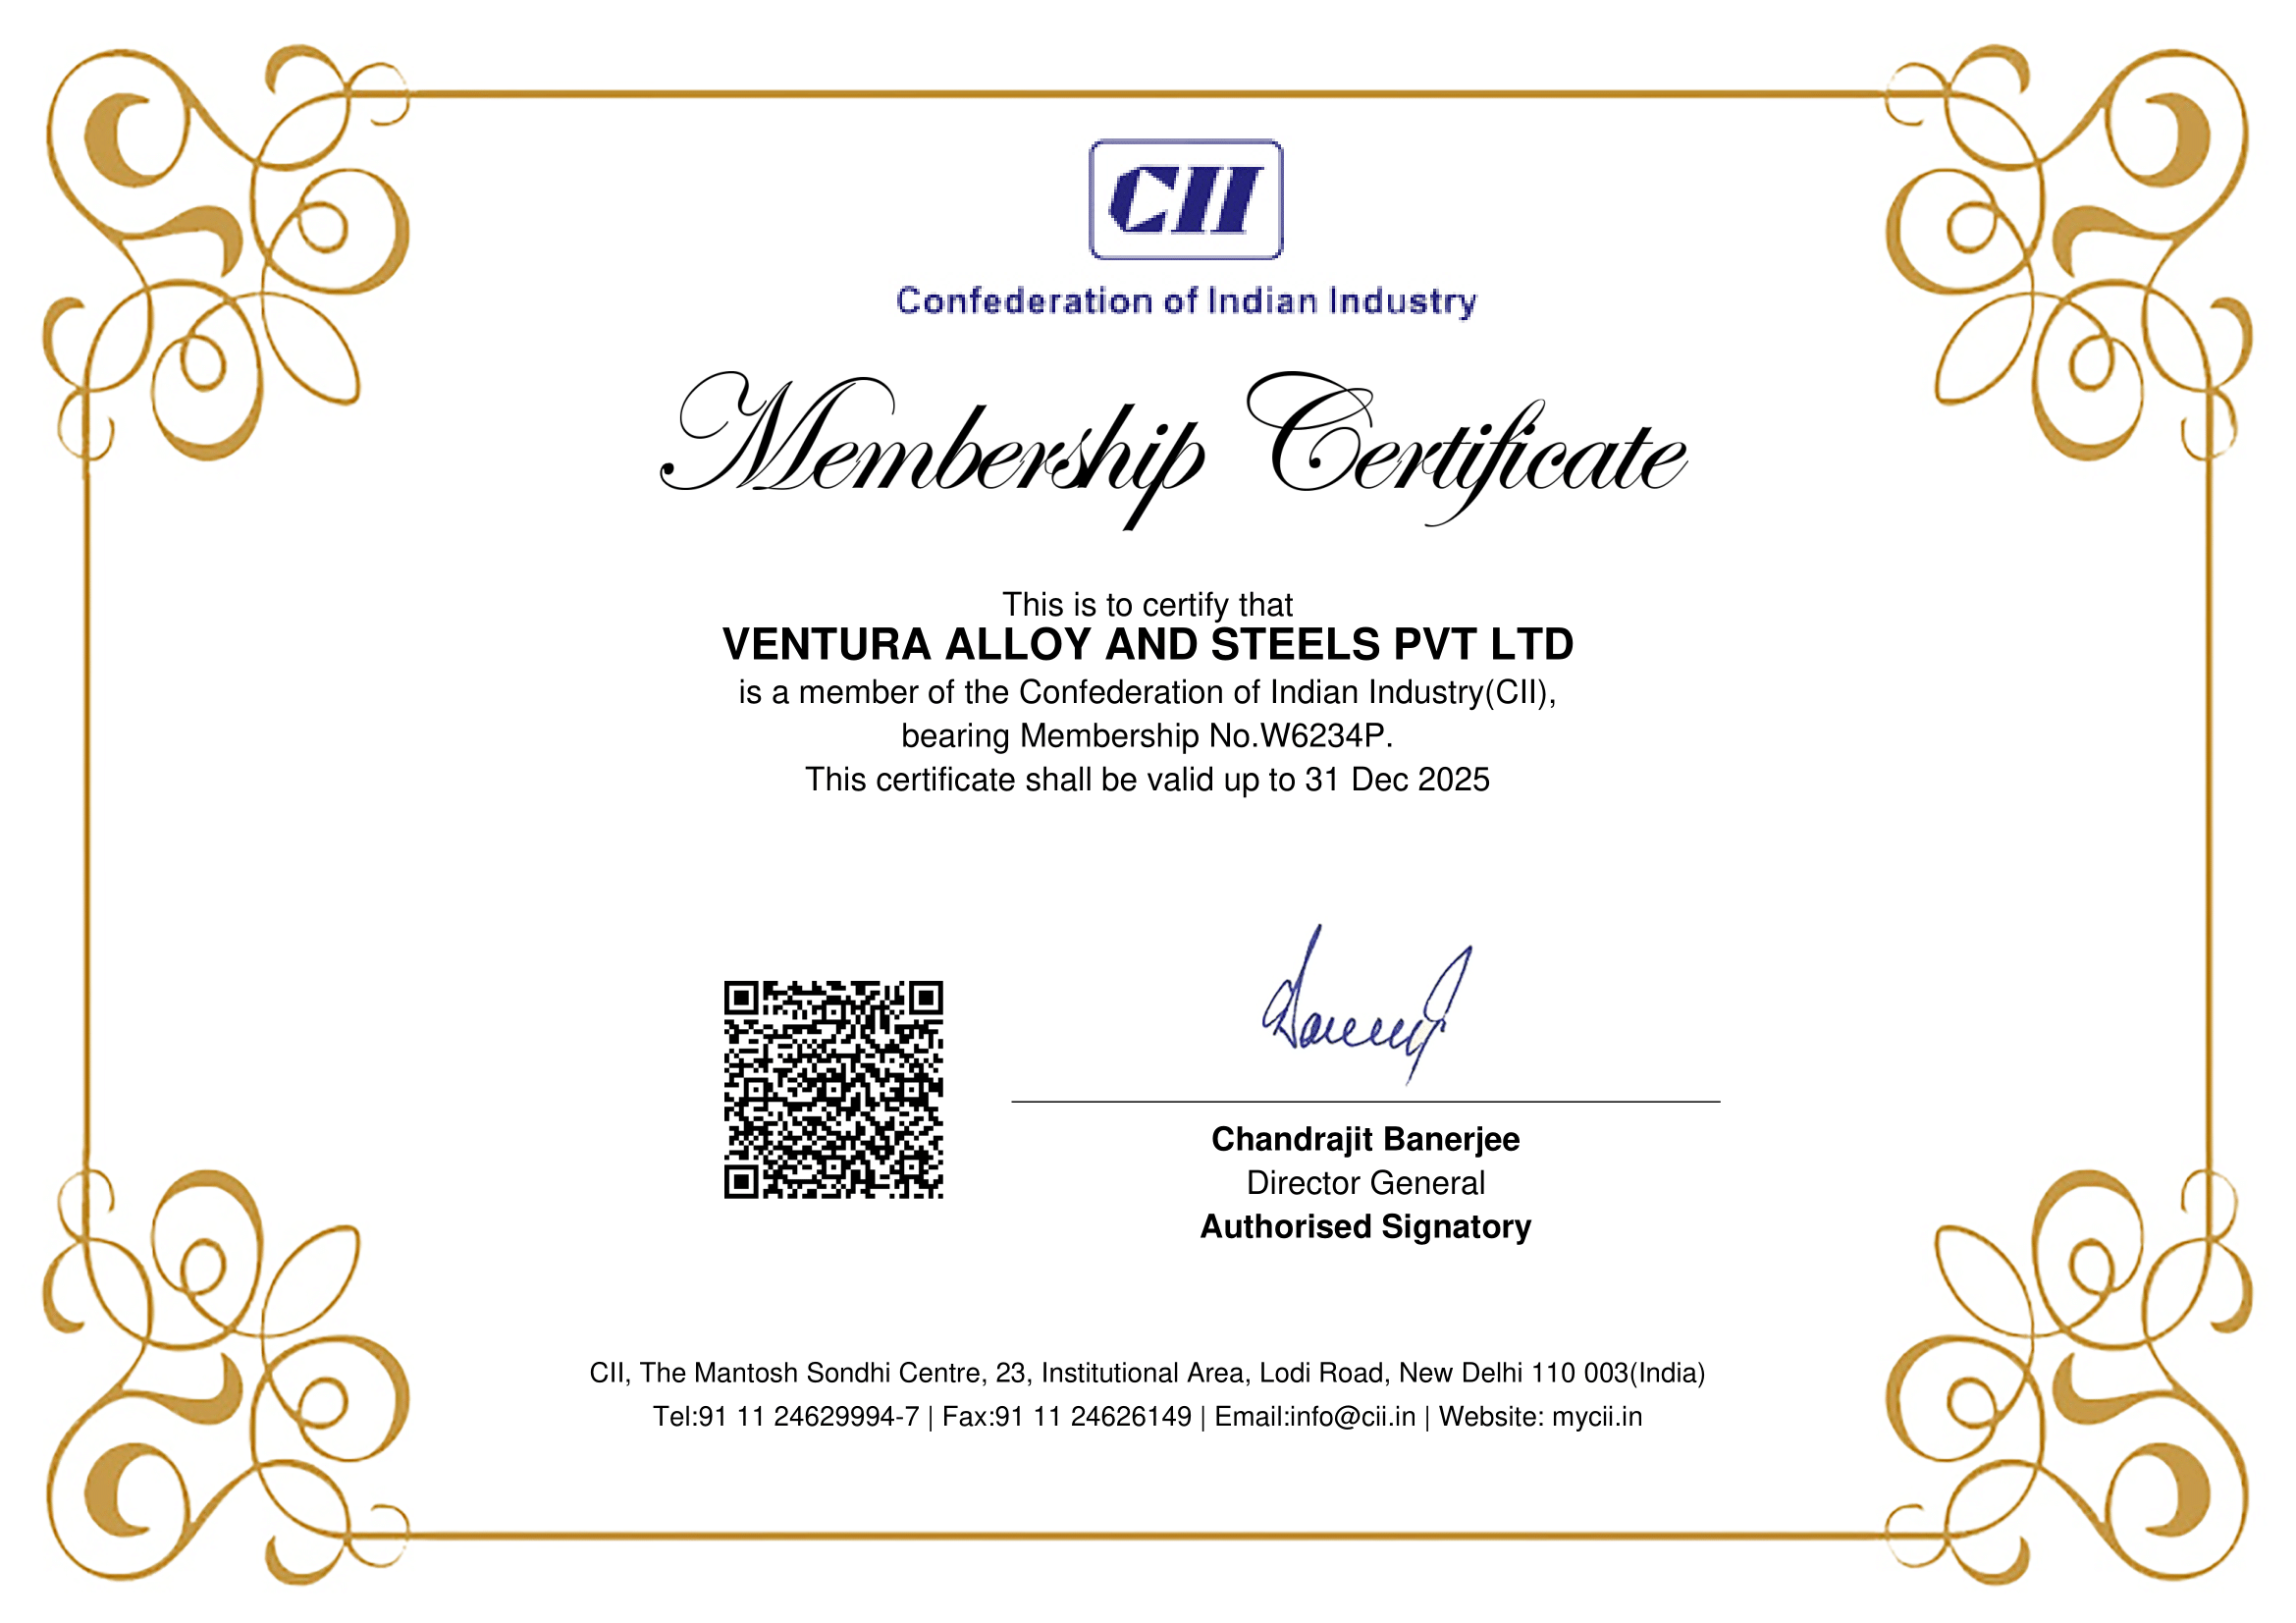 CII
Confederation of Indian Industry
Membership Certificate
This is to certify that
VENTURA ALLOY AND STEELS PVT LTD
is a member of the Confederation of Indian Industry(CII),
bearing Membership No.W6234P.
This certificate shall be valid up to 31 Dec 2025
Chandrajit Banerjee
Director General
Authorised Signatory
CII, The Mantosh Sondhi Centre, 23, Institutional Area, Lodi Road, New Delhi 110 003(India)
Tel:91 11 24629994-7 | Fax:91 11 24626149 | Email:info@cii.in | Website: mycii.in